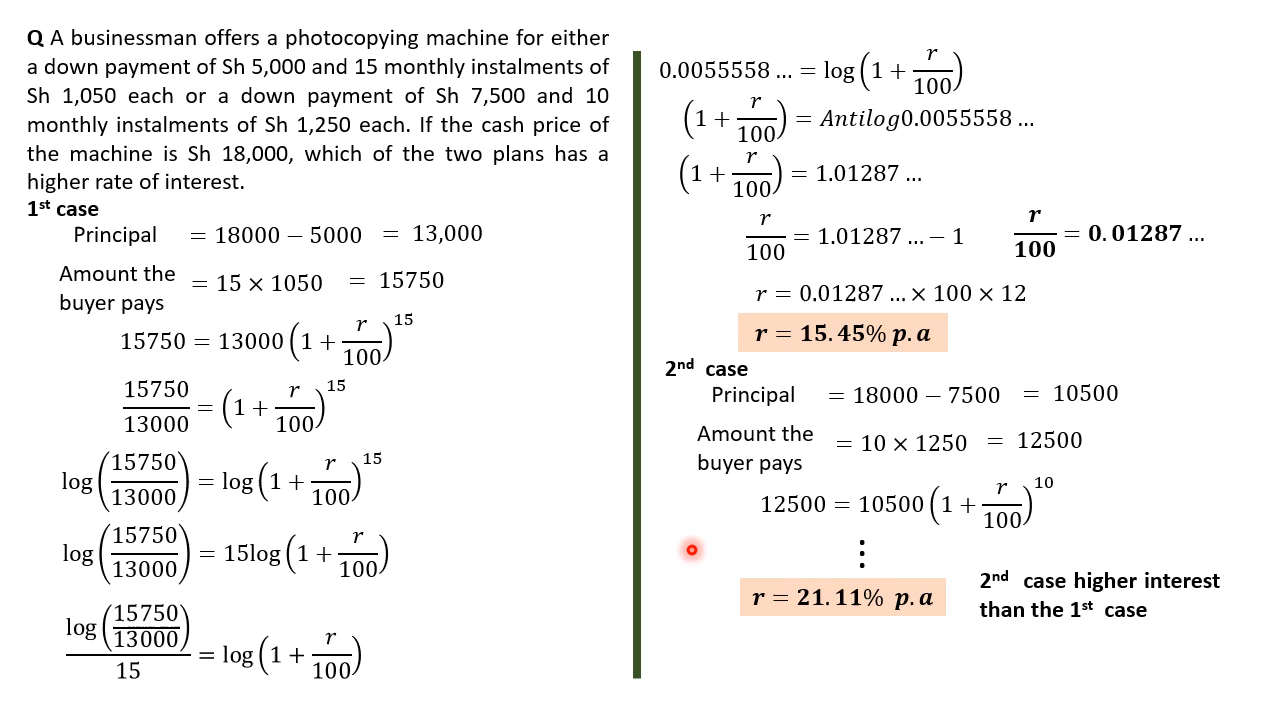 Q A businessman offers a photocopying machine for either
a down payment of Sh 5,000 and 15 monthly instalments of
Sh 1,050 each or a down payment of Sh 7,500 and 10
monthly instalments of Sh 1,250 each. If the cash price of
the machine is Sh 18,000, which of the two plans has a
higher rate of interest.
1st case
Principal = 18000 − 5000 = 13,000
Amount the buyer pays = 15 × 1050 = 15750
15750 = 13000 (1 + r/100)^15
15750/13000 = (1 + r/100)^15
log(15750/13000) = log(1 + r/100)^15
log(15750/13000) = 15log(1 + r/100)
log(15750/13000)/15 = log(1 + r/100)
0.0055558 ... = log(1 + r/100)
(1 + r/100) = Antilog0.0055558 ...
(1 + r/100) = 1.01287 ...
r/100 = 1.01287 ... − 1 r/100 = 0.01287 ...
r = 0.01287 ... × 100 × 12
r = 15.45% p.a
2nd case
Principal = 18000 − 7500 = 10500
Amount the buyer pays = 10 × 1250 = 12500
12500 = 10500 (1 + r/100)^10
⋮
r = 21.11% p.a
2nd case higher interest
than the 1st case